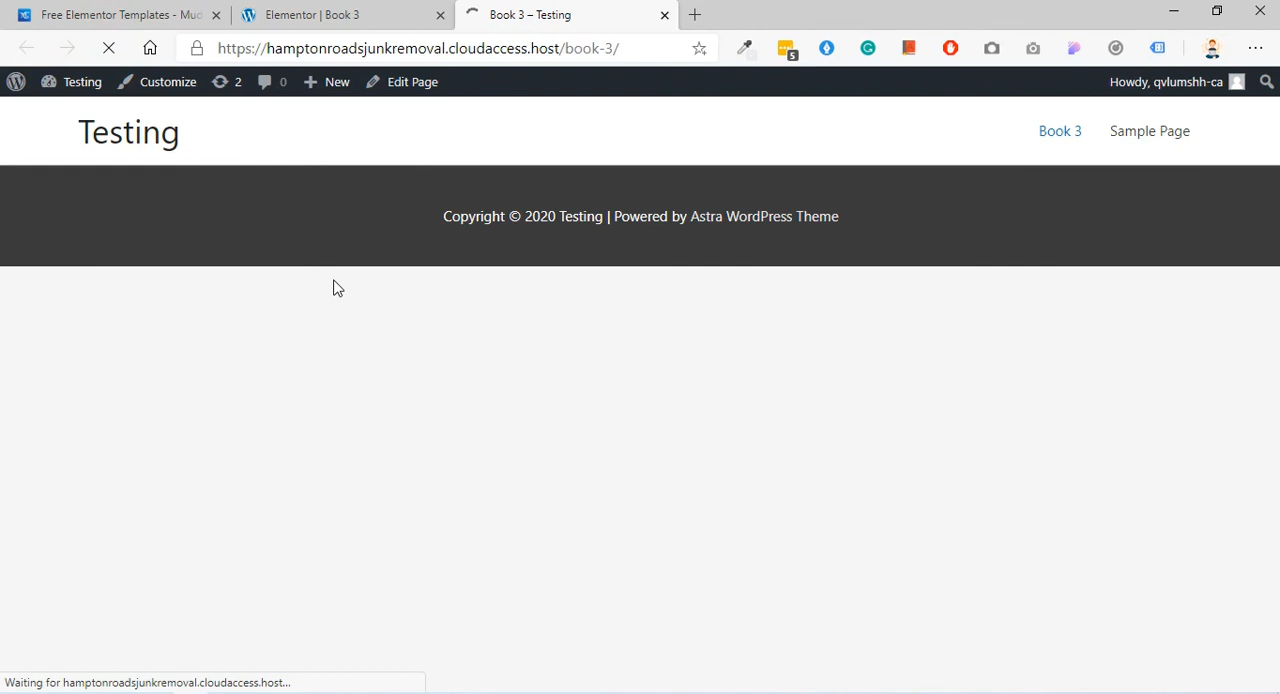 Free Elementor Templates - Mud
Elementor | Book 3
Book 3 – Testing
https://hamptonroadsjunkremoval.cloudaccess.host/book-3/
5
Testing
Customize
2
0
New
Edit Page
Howdy, qvlumshh-ca
Testing
Book 3
Sample Page
Copyright © 2020 Testing | Powered by Astra WordPress Theme
Waiting for hamptonroadsjunkremoval.cloudaccess.host...